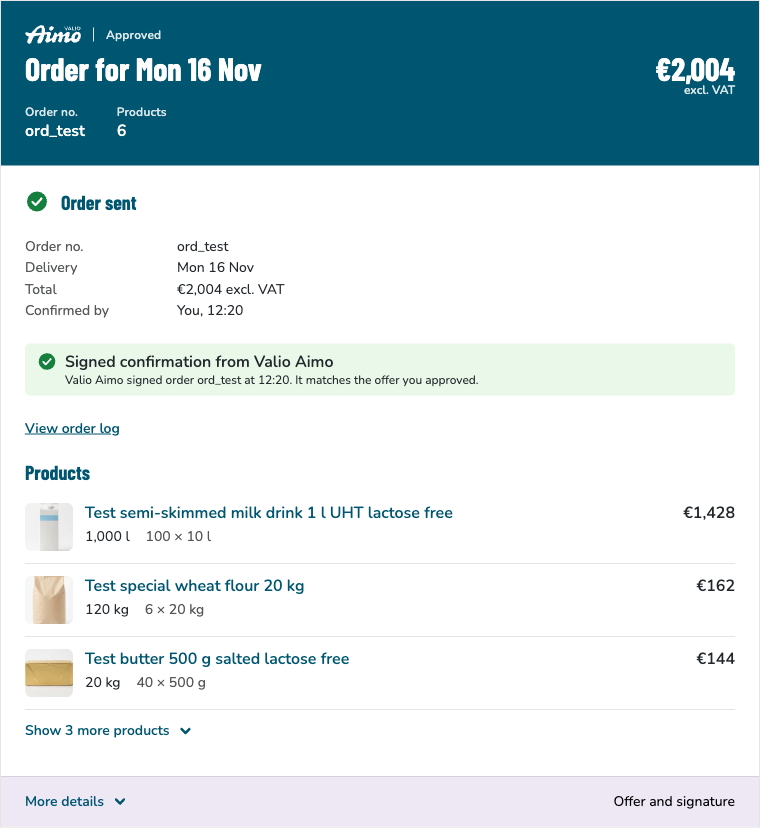 Aimo VALIO Approved
Order for Mon 16 Nov
€2,004
excl. VAT
Order no. Products
ord_test 6
Order sent
Order no. ord_test
Delivery Mon 16 Nov
Total €2,004 excl. VAT
Confirmed by You, 12:20
Signed confirmation from Valio Aimo
Valio Aimo signed order ord_test at 12:20. It matches the offer you approved.
View order log
Products
Test semi-skimmed milk drink 1 l UHT lactose free €1,428
1,000 l 100 × 10 l
Test special wheat flour 20 kg €162
120 kg 6 × 20 kg
Test butter 500 g salted lactose free €144
20 kg 40 × 500 g
Show 3 more products
More details Offer and signature